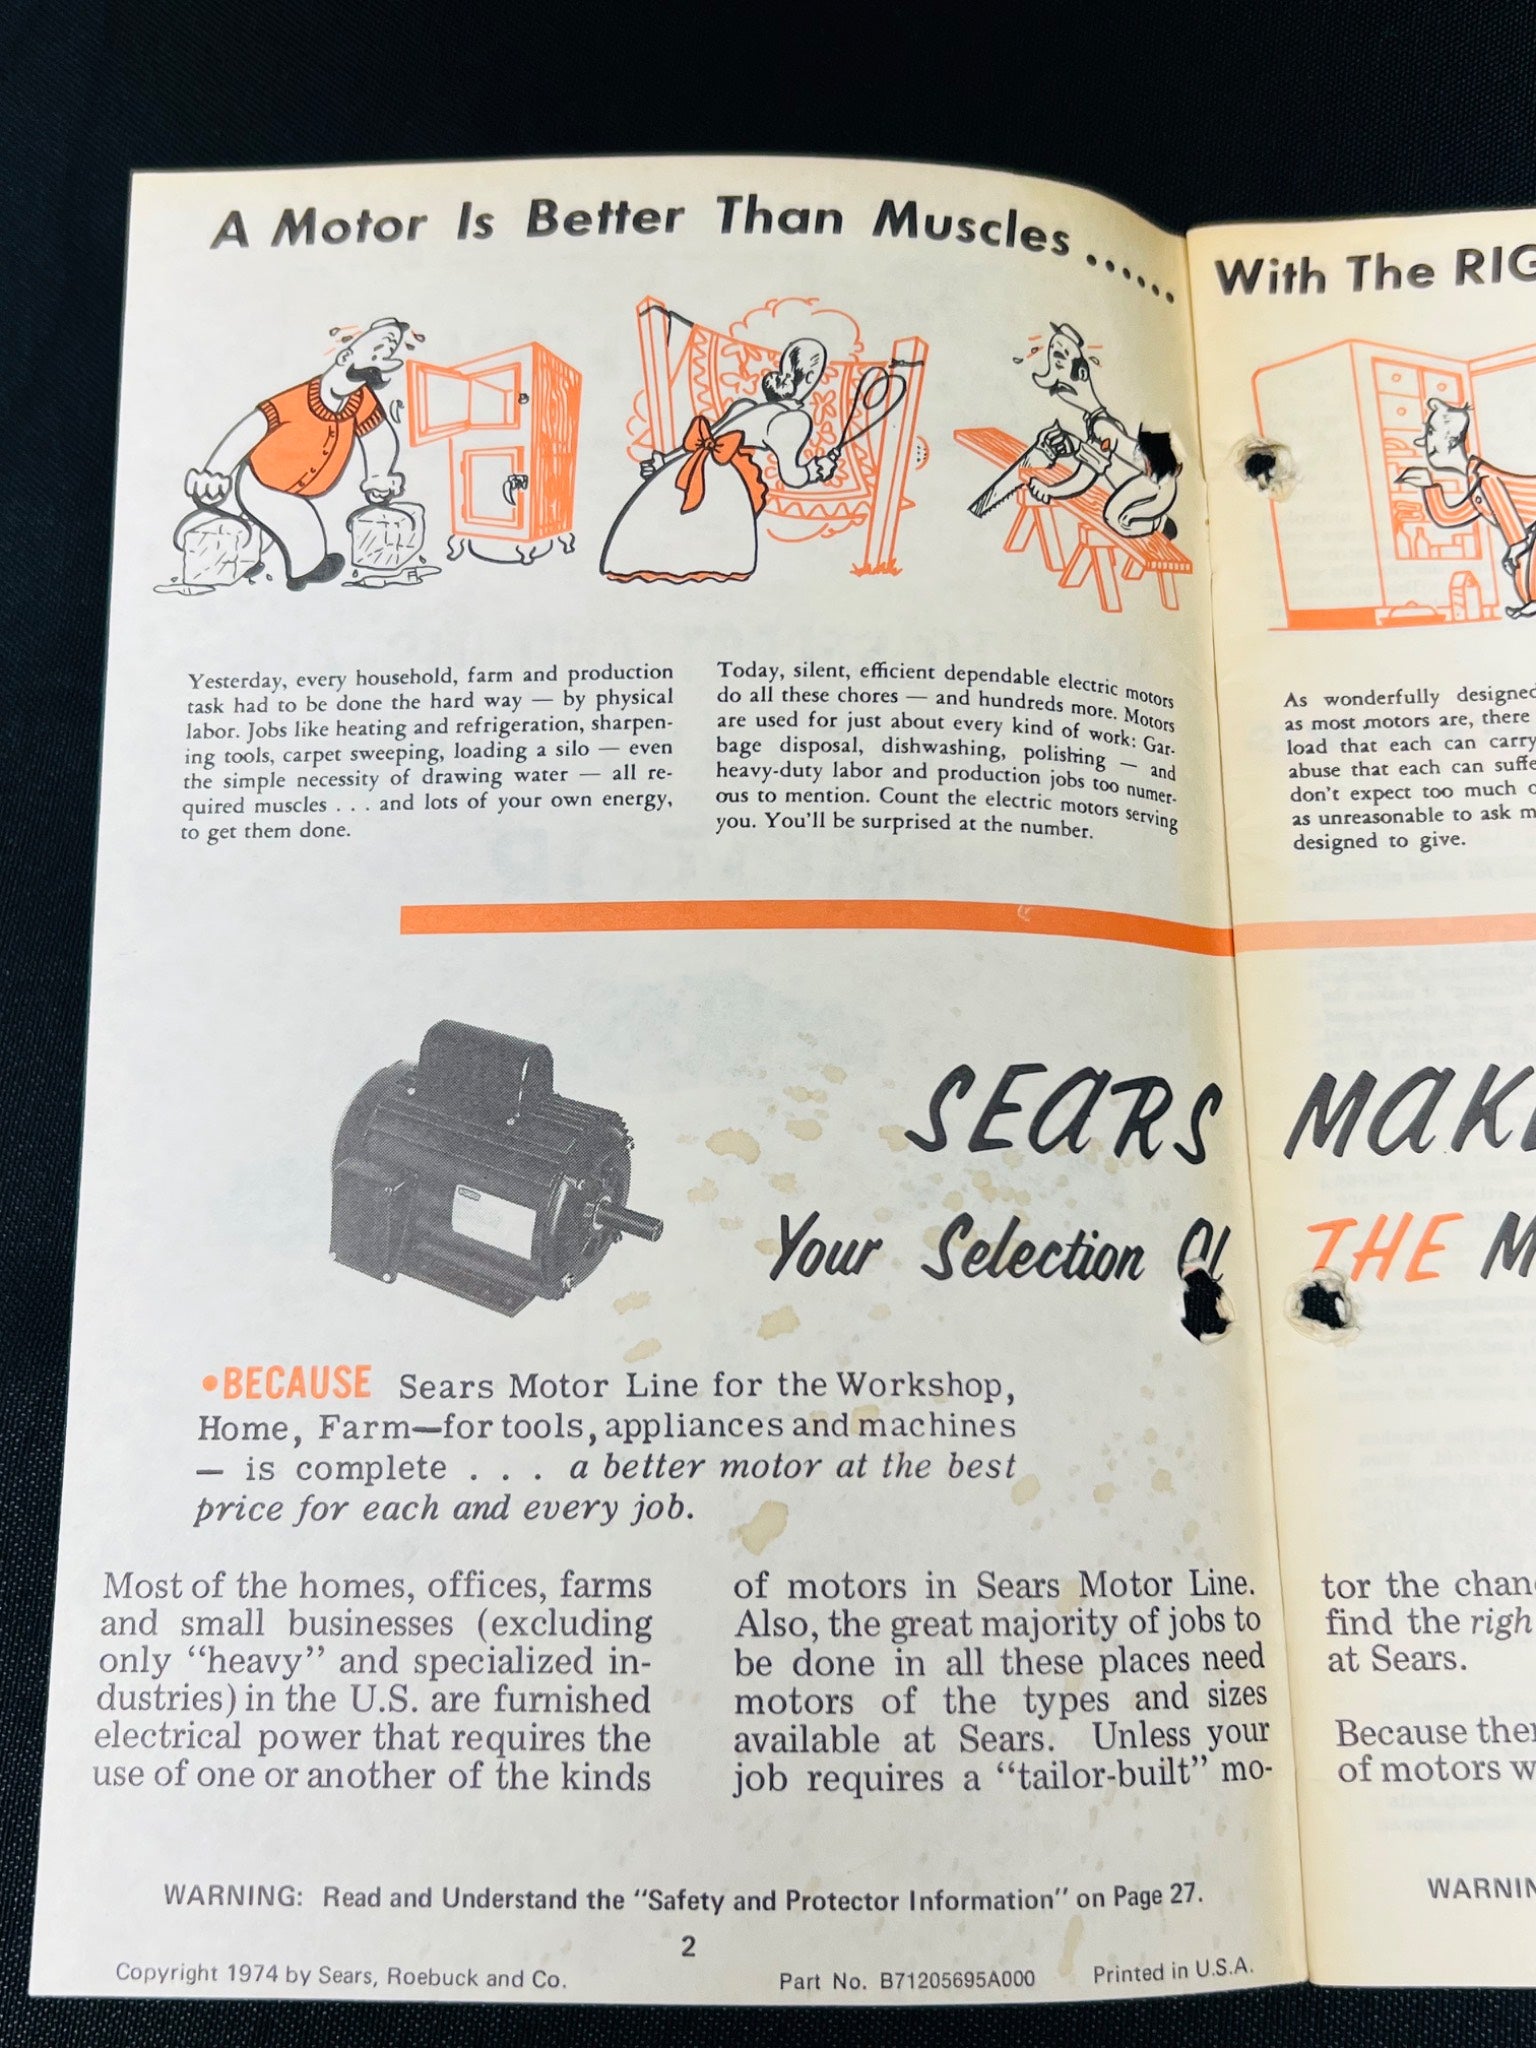 A Motor Is Better Than Muscles ......
Yesterday, every household, farm and production
task had to be done the hard way — by physical
labor. Jobs like heating and refrigeration, sharpen-
ing tools, carpet sweeping, loading a silo — even
the simple necessity of drawing water — all re-
quired muscles . . . and lots of your own energy,
to get them done.
Today, silent, efficient dependable electric motors
do all these chores — and hundreds more. Motors
are used for just about every kind of work: Gar-
bage disposal, dishwashing, polishing — and
heavy-duty labor and production jobs too numer-
ous to mention. Count the electric motors serving
you. You'll be surprised at the number.
SEARS
Your Selection
•BECAUSE Sears Motor Line for the Workshop,
Home, Farm—for tools, appliances and machines
— is complete . . . a better motor at the best
price for each and every job.
Most of the homes, offices, farms
and small businesses (excluding
only "heavy" and specialized in-
dustries) in the U.S. are furnished
electrical power that requires the
use of one or another of the kinds
of motors in Sears Motor Line.
Also, the great majority of jobs to
be done in all these places need
motors of the types and sizes
available at Sears. Unless your
job requires a "tailor-built" mo-
WARNING: Read and Understand the "Safety and Protector Information" on Page 27.
2
Copyright 1974 by Sears, Roebuck and Co.
Part No. B71205695A000
Printed in U.S.A.
With The
As wonderfully designed
as most motors are, there
load that each can carry
abuse that each can
don't expect too much
as unreasonable to ask
designed to give.
THE
tor the
find the
at Sears.
Because
of motors